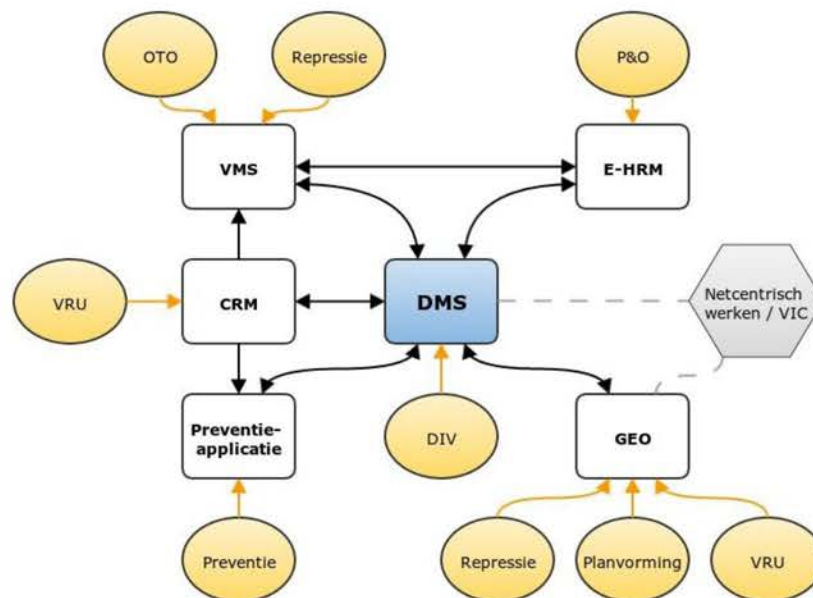 OTO
Repressie
P&O
VMS
E-HRM
VRU
CRM
DMS
Netcentrisch
werken / VIC
Preventie-
applicatie
DIV
GEO
Preventie
Repressie
Planvorming
VRU